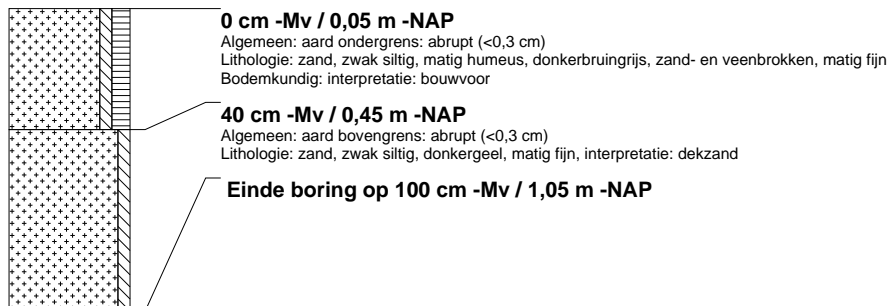 0 cm -Mv / 0,05 m -NAP
Algemeen: aard ondergrens: abrupt (<0,3 cm)
Lithologie: zand, zwak siltig, matig humeus, donkerbruingrijs, zand- en veenbrokken, matig fijn
Bodemkundig: interpretatie: bouwvoor
40 cm -Mv / 0,45 m -NAP
Algemeen: aard bovengrens: abrupt (<0,3 cm)
Lithologie: zand, zwak siltig, donkergeel, matig fijn, interpretatie: dekzand
Einde boring op 100 cm -Mv / 1,05 m -NAP